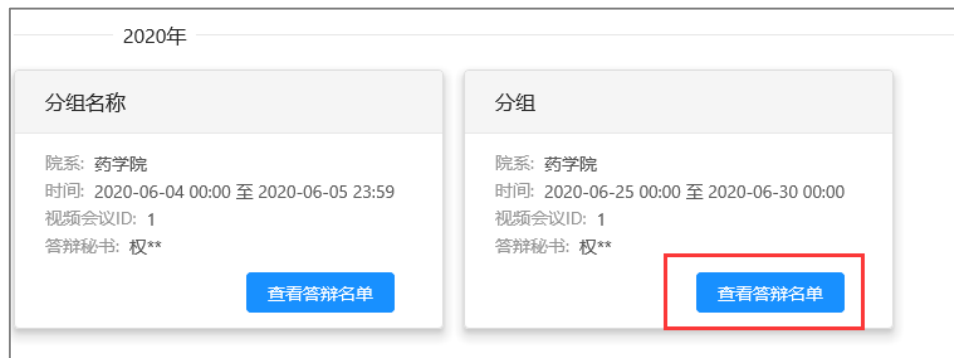 2020年
分组名称
院系: 药学院
时间: 2020-06-04 00:00 至 2020-06-05 23:59
视频会议ID: 1
答辩秘书: 权**
查看答辩名单
分组
院系: 药学院
时间: 2020-06-25 00:00 至 2020-06-30 00:00
视频会议ID: 1
答辩秘书: 权**
查看答辩名单